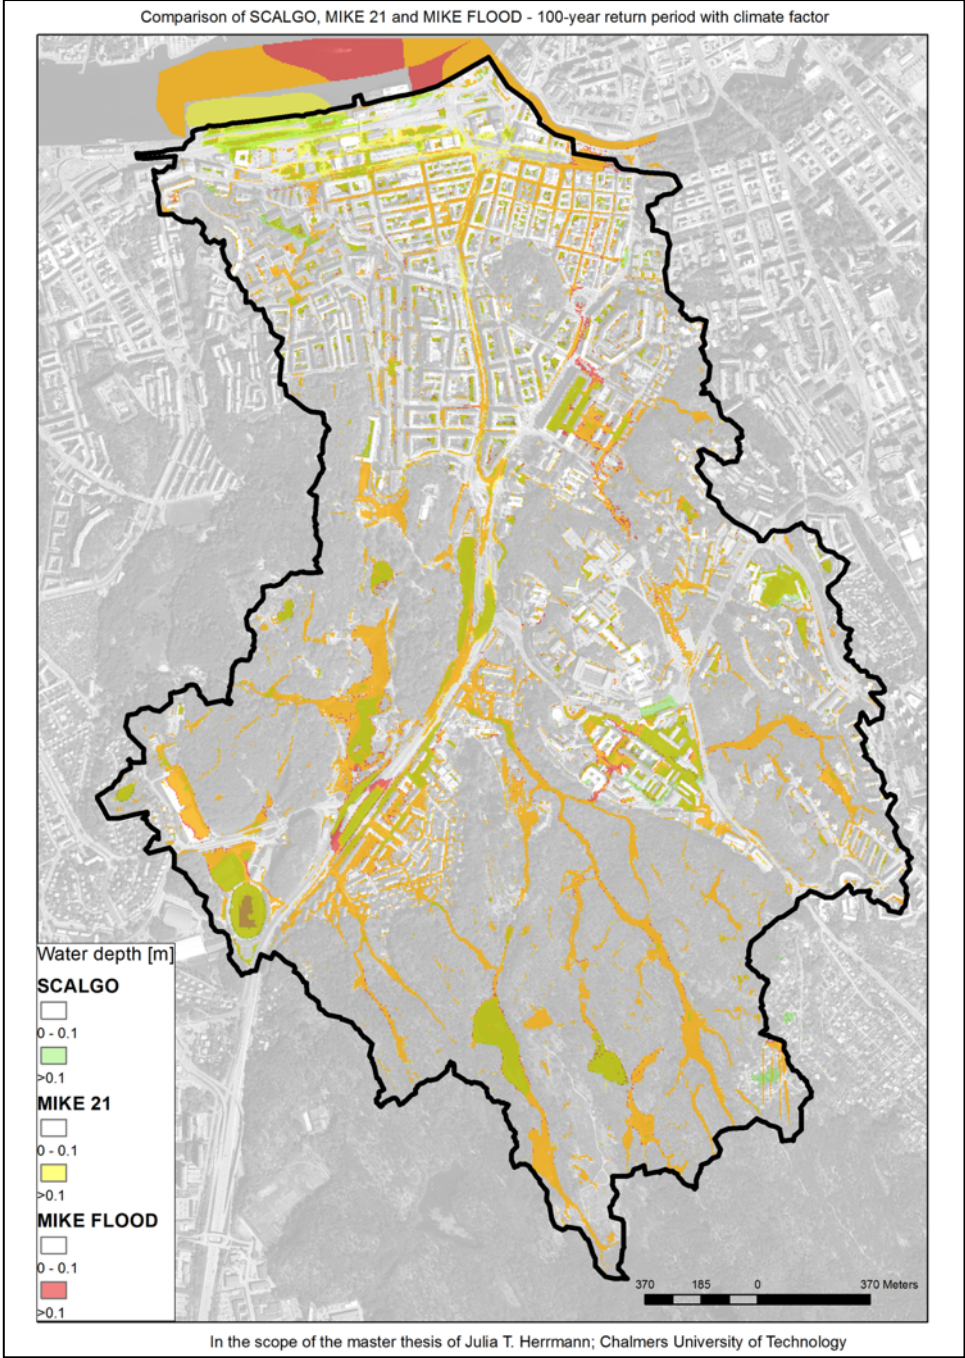 Comparison of SCALGO, MIKE 21 and MIKE FLOOD - 100-year return period with climate factor
Water depth [m]
SCALGO
0 - 0.1
>0.1
MIKE 21
0 - 0.1
>0.1
MIKE FLOOD
0 - 0.1
>0.1
370 185 0 370 Meters
In the scope of the master thesis of Julia T. Herrmann; Chalmers University of Technology